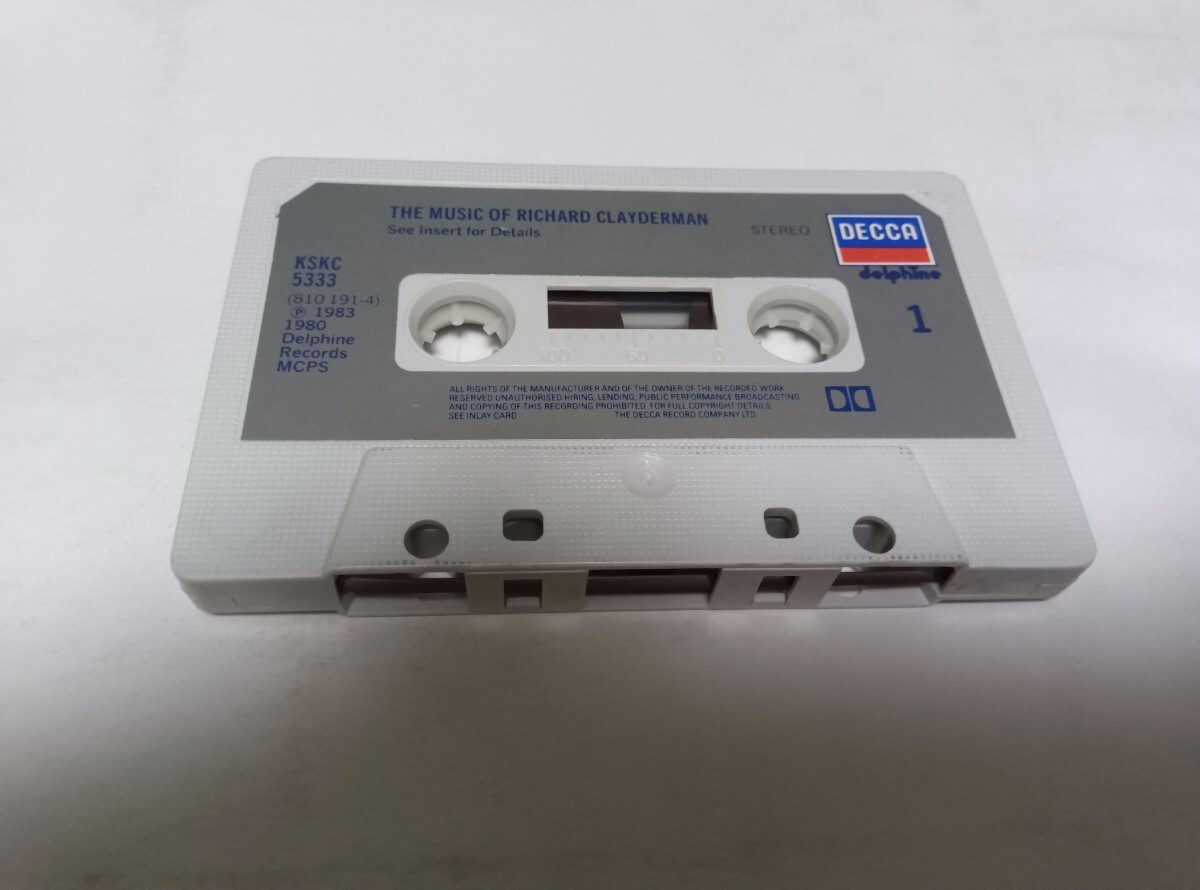 THE MUSIC OF RICHARD CLAYDERMAN
See Insert for Details
STEREO
DECCA
delphine
1
KSKC
5333
(810 191-4)
Ⓟ 1983
1980
Delphine
Records
MCPS
100 50 0
ALL RIGHTS OF THE MANUFACTURER AND OF THE OWNER OF THE RECORDED WORK
RESERVED UNAUTHORISED HIRING, LENDING, PUBLIC PERFORMANCE BROADCASTING
AND COPYING OF THIS RECORDING PROHIBITED FOR FULL COPYRIGHT DETAILS
SEE INLAY CARD THE DECCA RECORD COMPANY LTD